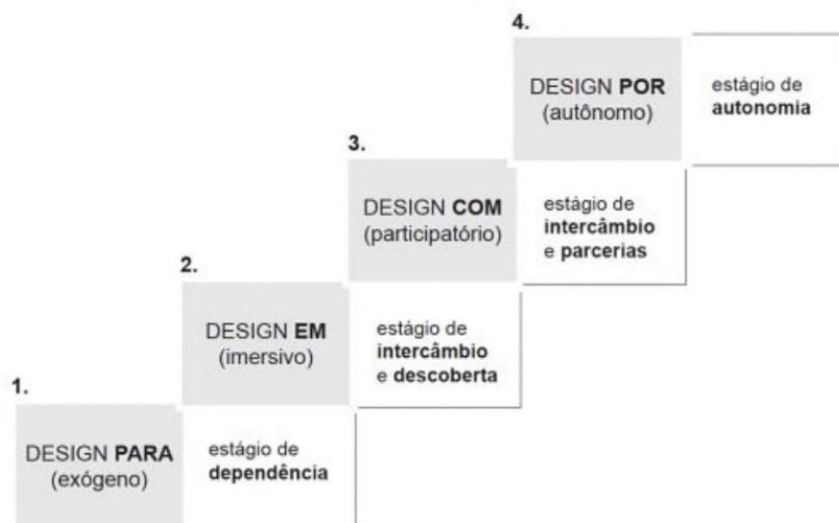 4.
DESIGN POR
(autônomo)
estágio de
autonomia
3.
DESIGN COM
(participatório)
estágio de
intercâmbio
e parcerias
2.
DESIGN EM
(imersivo)
estágio de
intercâmbio
e descoberta
1.
DESIGN PARA
(exógeno)
estágio de
dependência